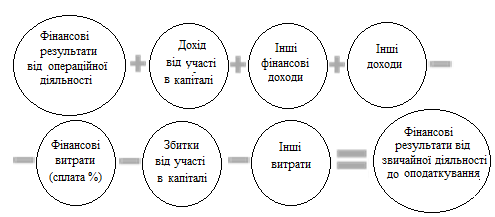 Фінансові
результати
від операційної
діяльності
+
Дохід
від участі
в капіталі
+
Інші
фінансові
доходи
+
Інші
доходи
−
−
Фінансові
витрати
(сплата %)
−
Збитки
від участі
в капіталі
−
Інші
витрати
=
Фінансові
результати від
звичайної діяльності
до оподаткування